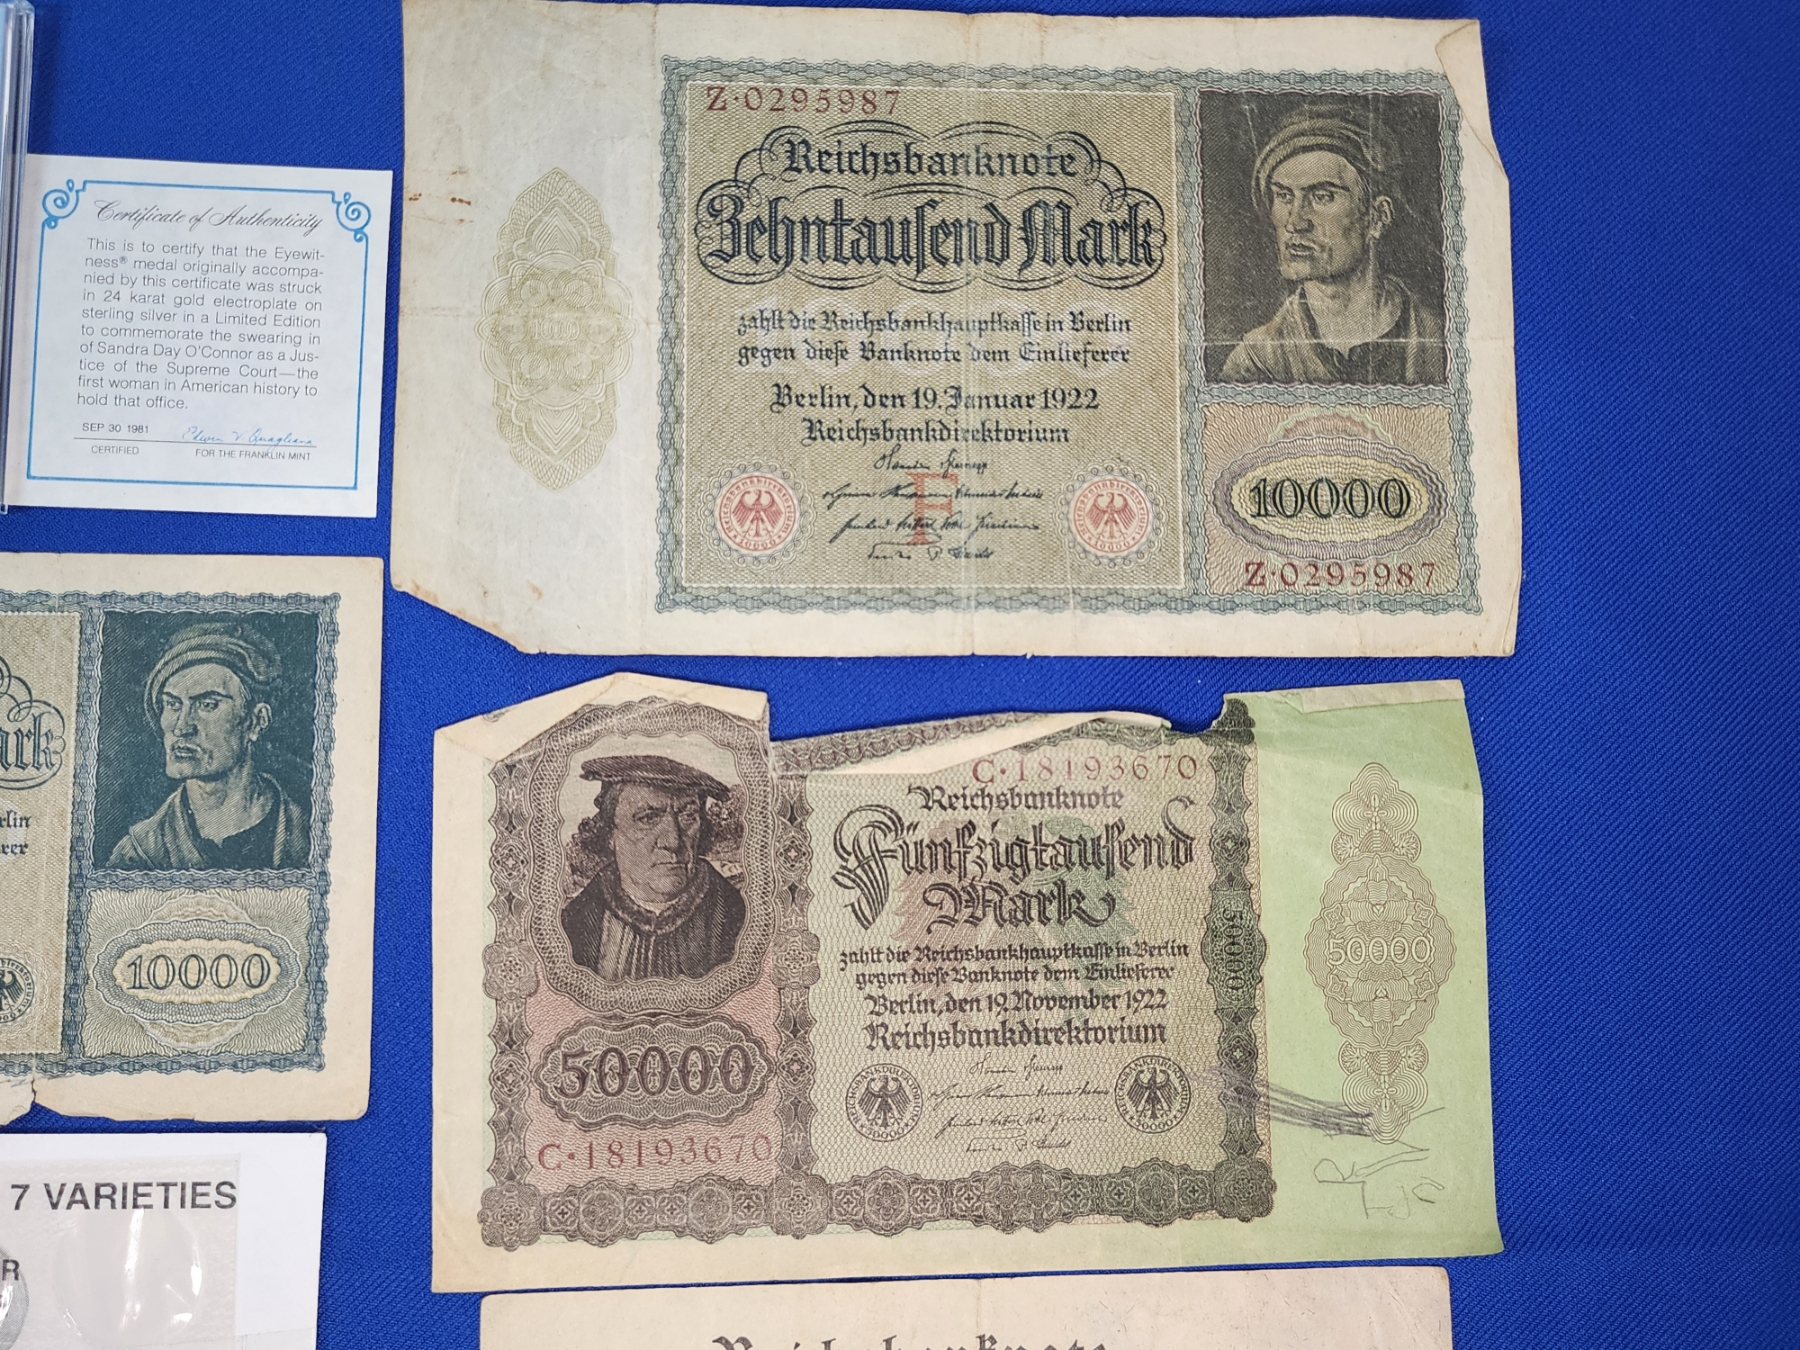 Certificate of Authenticity
This is to certify that the Eyewit-
ness® medal originally accompa-
nied by this certificate was struck
in 24 karat gold electroplate on
sterling silver in a Limited Edition
to commemorate the swearing in
of Sandra Day O'Connor as a Jus-
tice of the Supreme Court—the
first woman in American history to
hold that office.
SEP 30 1981
CERTIFIED
FOR THE FRANKLIN MINT
Z·0295987
Reichsbanknote
Zehntausend Mark
zahlt die Reichsbankhauptkasse in Berlin
gegen diese Banknote dem Einlieferer
Berlin, den 19. Januar 1922
Reichsbankdirektorium
F
10000
Z·0295987
ark
rlin
rer
10000
C·18193670
Reichsbanknote
Fünfzigtausend
Mark
zahlt die Reichsbankhauptkasse in Berlin
gegen diese Banknote dem Einlieferer
Berlin, den 19. November 1922
Reichsbankdirektorium
50000
C·18193670
50000
50000
7 VARIETIES
R
Reichsbanknote